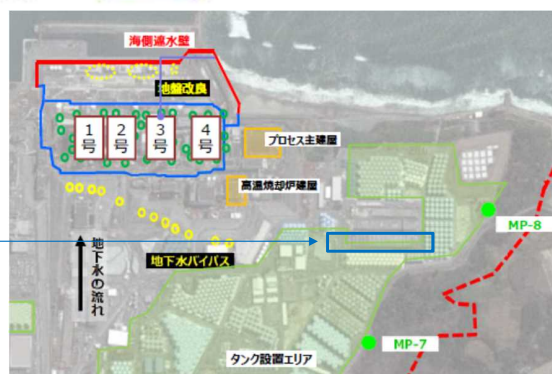 海側遮水壁
地盤改良
1号
2号
3号
4号
プロセス主建屋
高温焼却炉建屋
MP-8
地下水の流れ
地下水バイパス
MP-7
タンク設置エリア